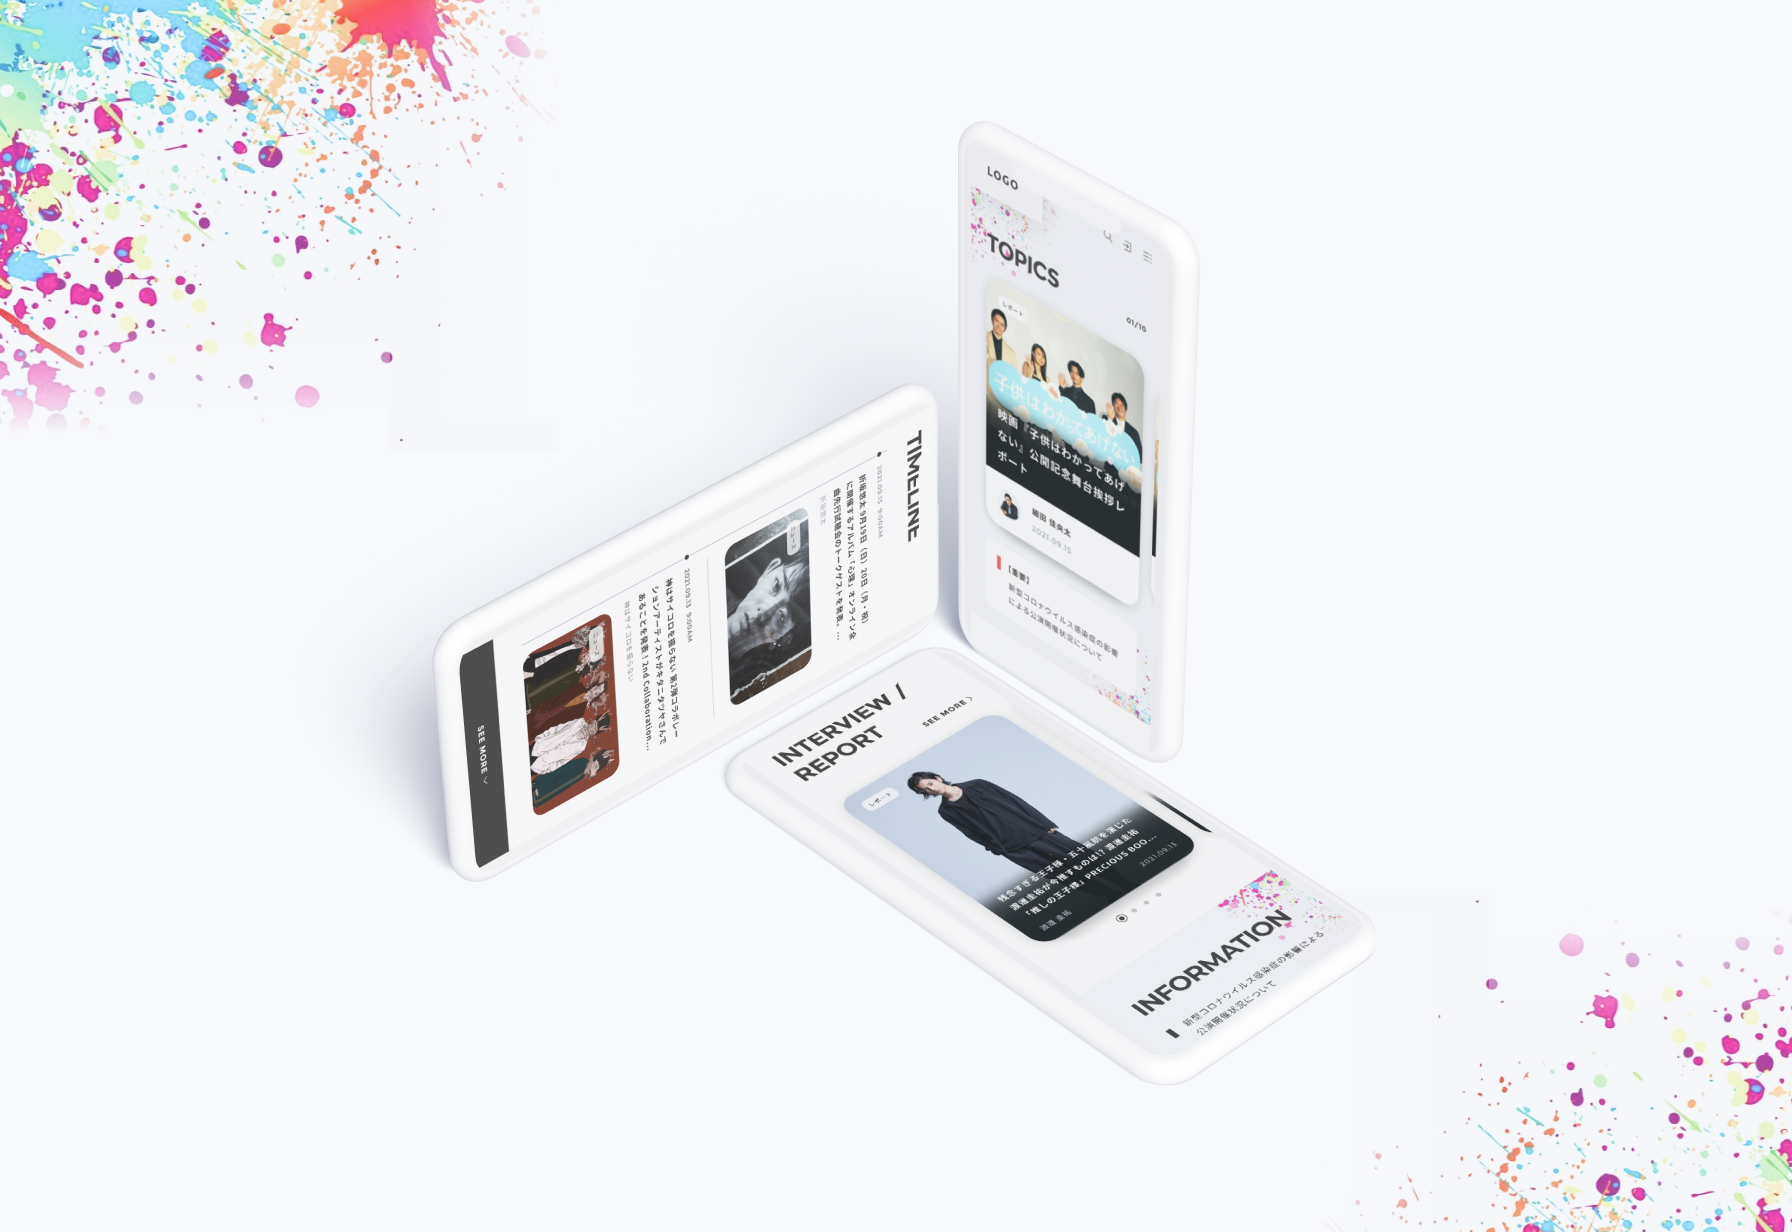 LOGO
TOPICS
01/10
レポート
子供はわかってあげない
映画『子供はわかってあげ
ない』公開記念舞台挨拶レ
ポート
2021.09.15
【重要】
新型コロナウイルス感染症の影響
による公演開催状況について
TIMELINE
2021.09.15 9:00AM
折坂悠太 9月19日（日）20日（月・祝）
に開催するアルバム『心理』オンライン全
曲先行試聴会のトークゲストを発表。...
折坂悠太
ニュース
2021.09.15 9:00AM
神はサイコロを振らない 第2弾コラボレー
ションアーティストがキタニタツヤさんで
あることを発表！2nd Collaboration...
神はサイコロを振らない
ニュース
SEE MORE
INTERVIEW /
REPORT
SEE MORE
レポート
残念すぎる王子様・五十嵐航を演じた
渡邊圭祐が今推すものは!? 渡邊圭祐
「推しの王子様」PRECIOUS BOO...
渡邊 圭祐
2021.09.15
INFORMATION
新型コロナウイルス感染症の影響による
公演開催状況について